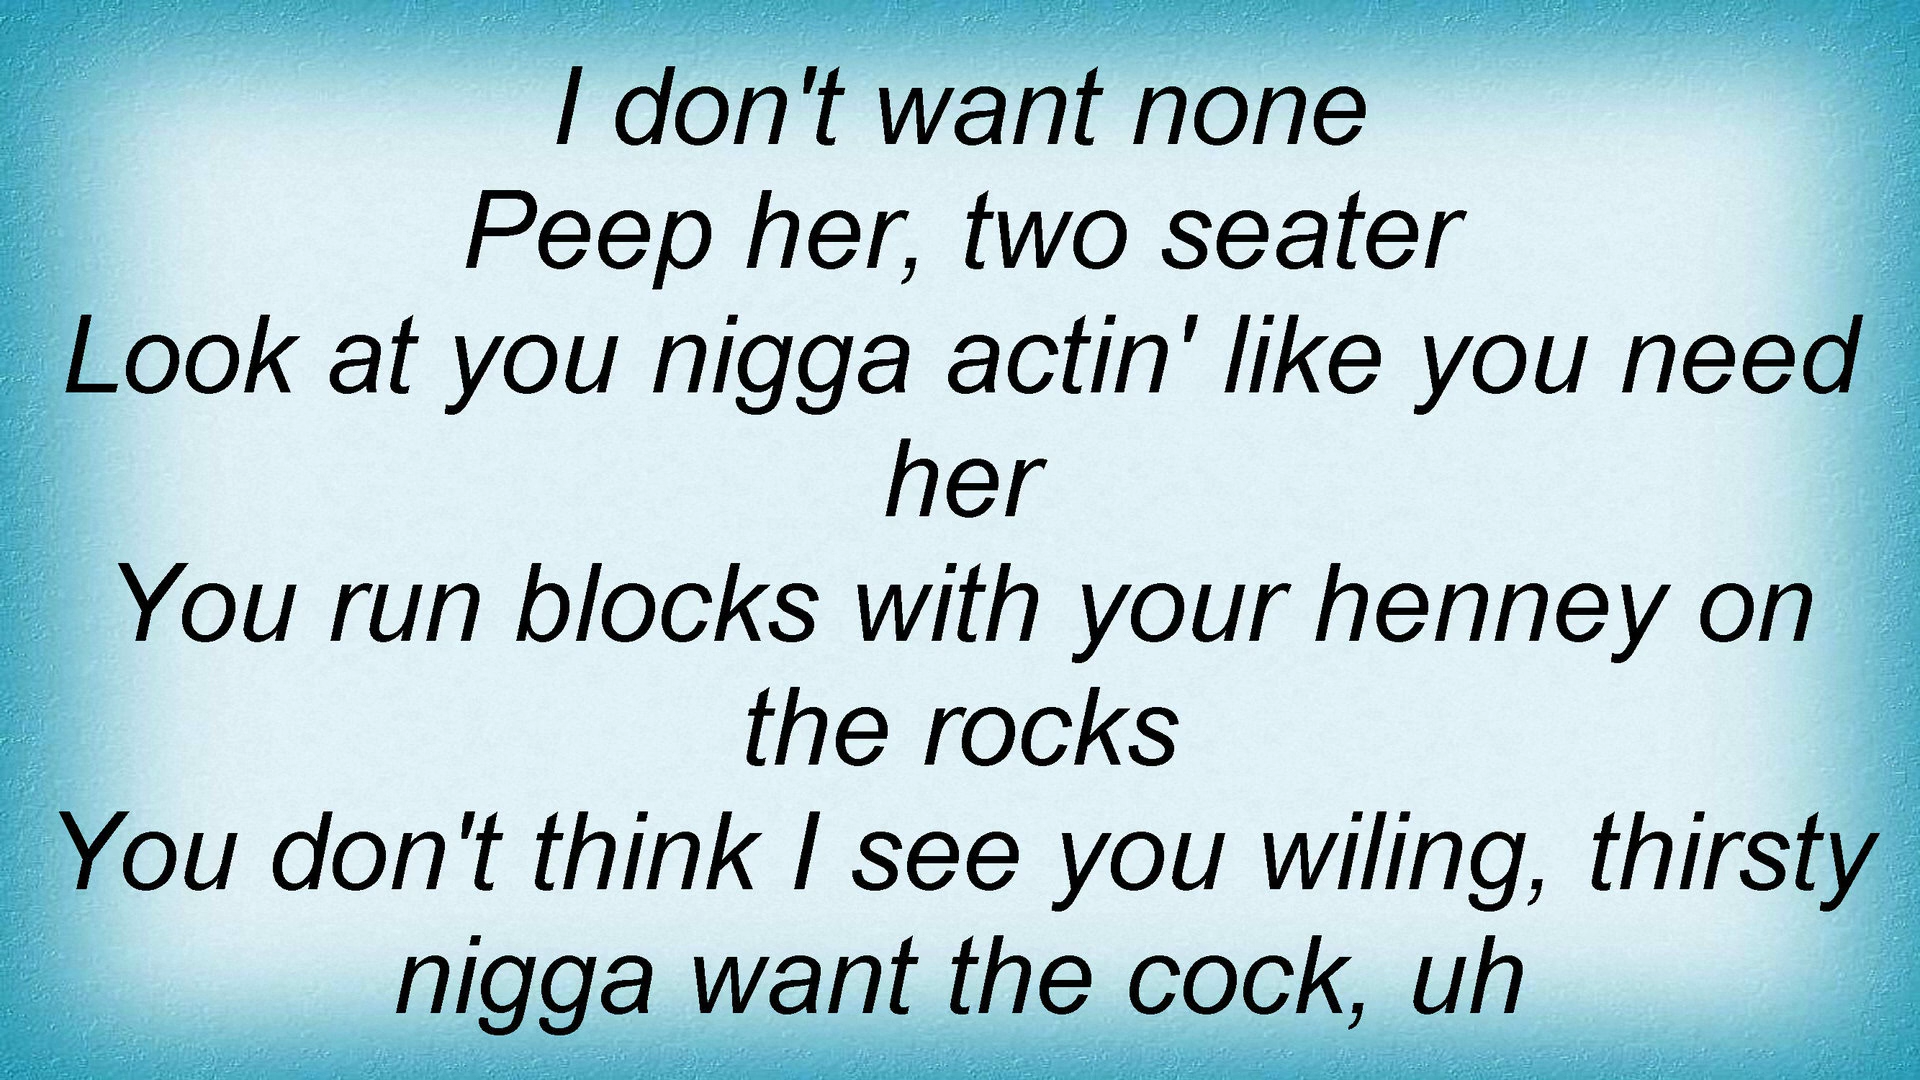 I don't want none
Peep her, two seater
Look at you nigga actin' like you need
her
You run blocks with your henney on
the rocks
You don't think I see you wiling, thirsty
nigga want the cock, uh